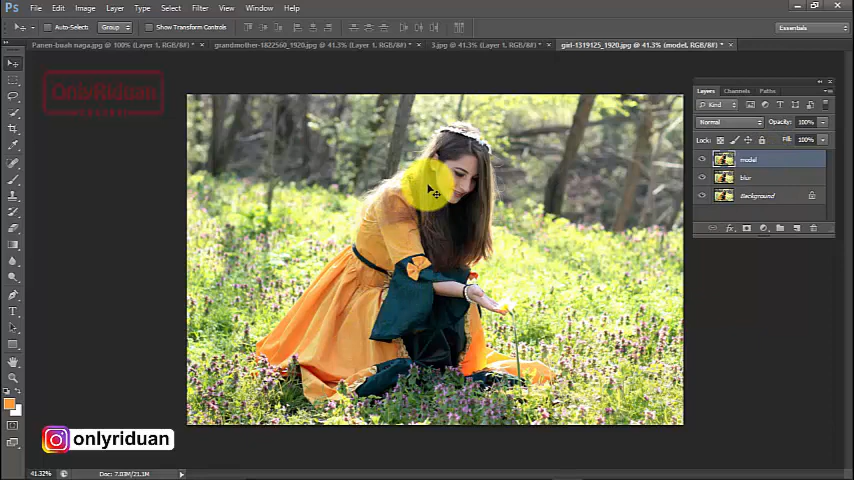 Ps File Edit Image Layer Type Select Filter View Window Help
Auto-Select: Group Show Transform Controls Essentials
Panen-buah naga.jpg @ 100% (Layer 1, RGB/8#) * × grandmother-1822560_1920.jpg @ 41.3% (Layer 1, RGB/8#) * × 3.jpg @ 41.3% (Layer 1, RGB/8#) * × girl-1319125_1920.jpg @ 41.3% (model, RGB/8#) * ×
OnlyRiduan
Layers Channels Paths
Kind
Normal Opacity: 100%
Lock: Fill: 100%
model
blur
Background
onlyriduan
41.32% Doc: 7.03M/21.1M